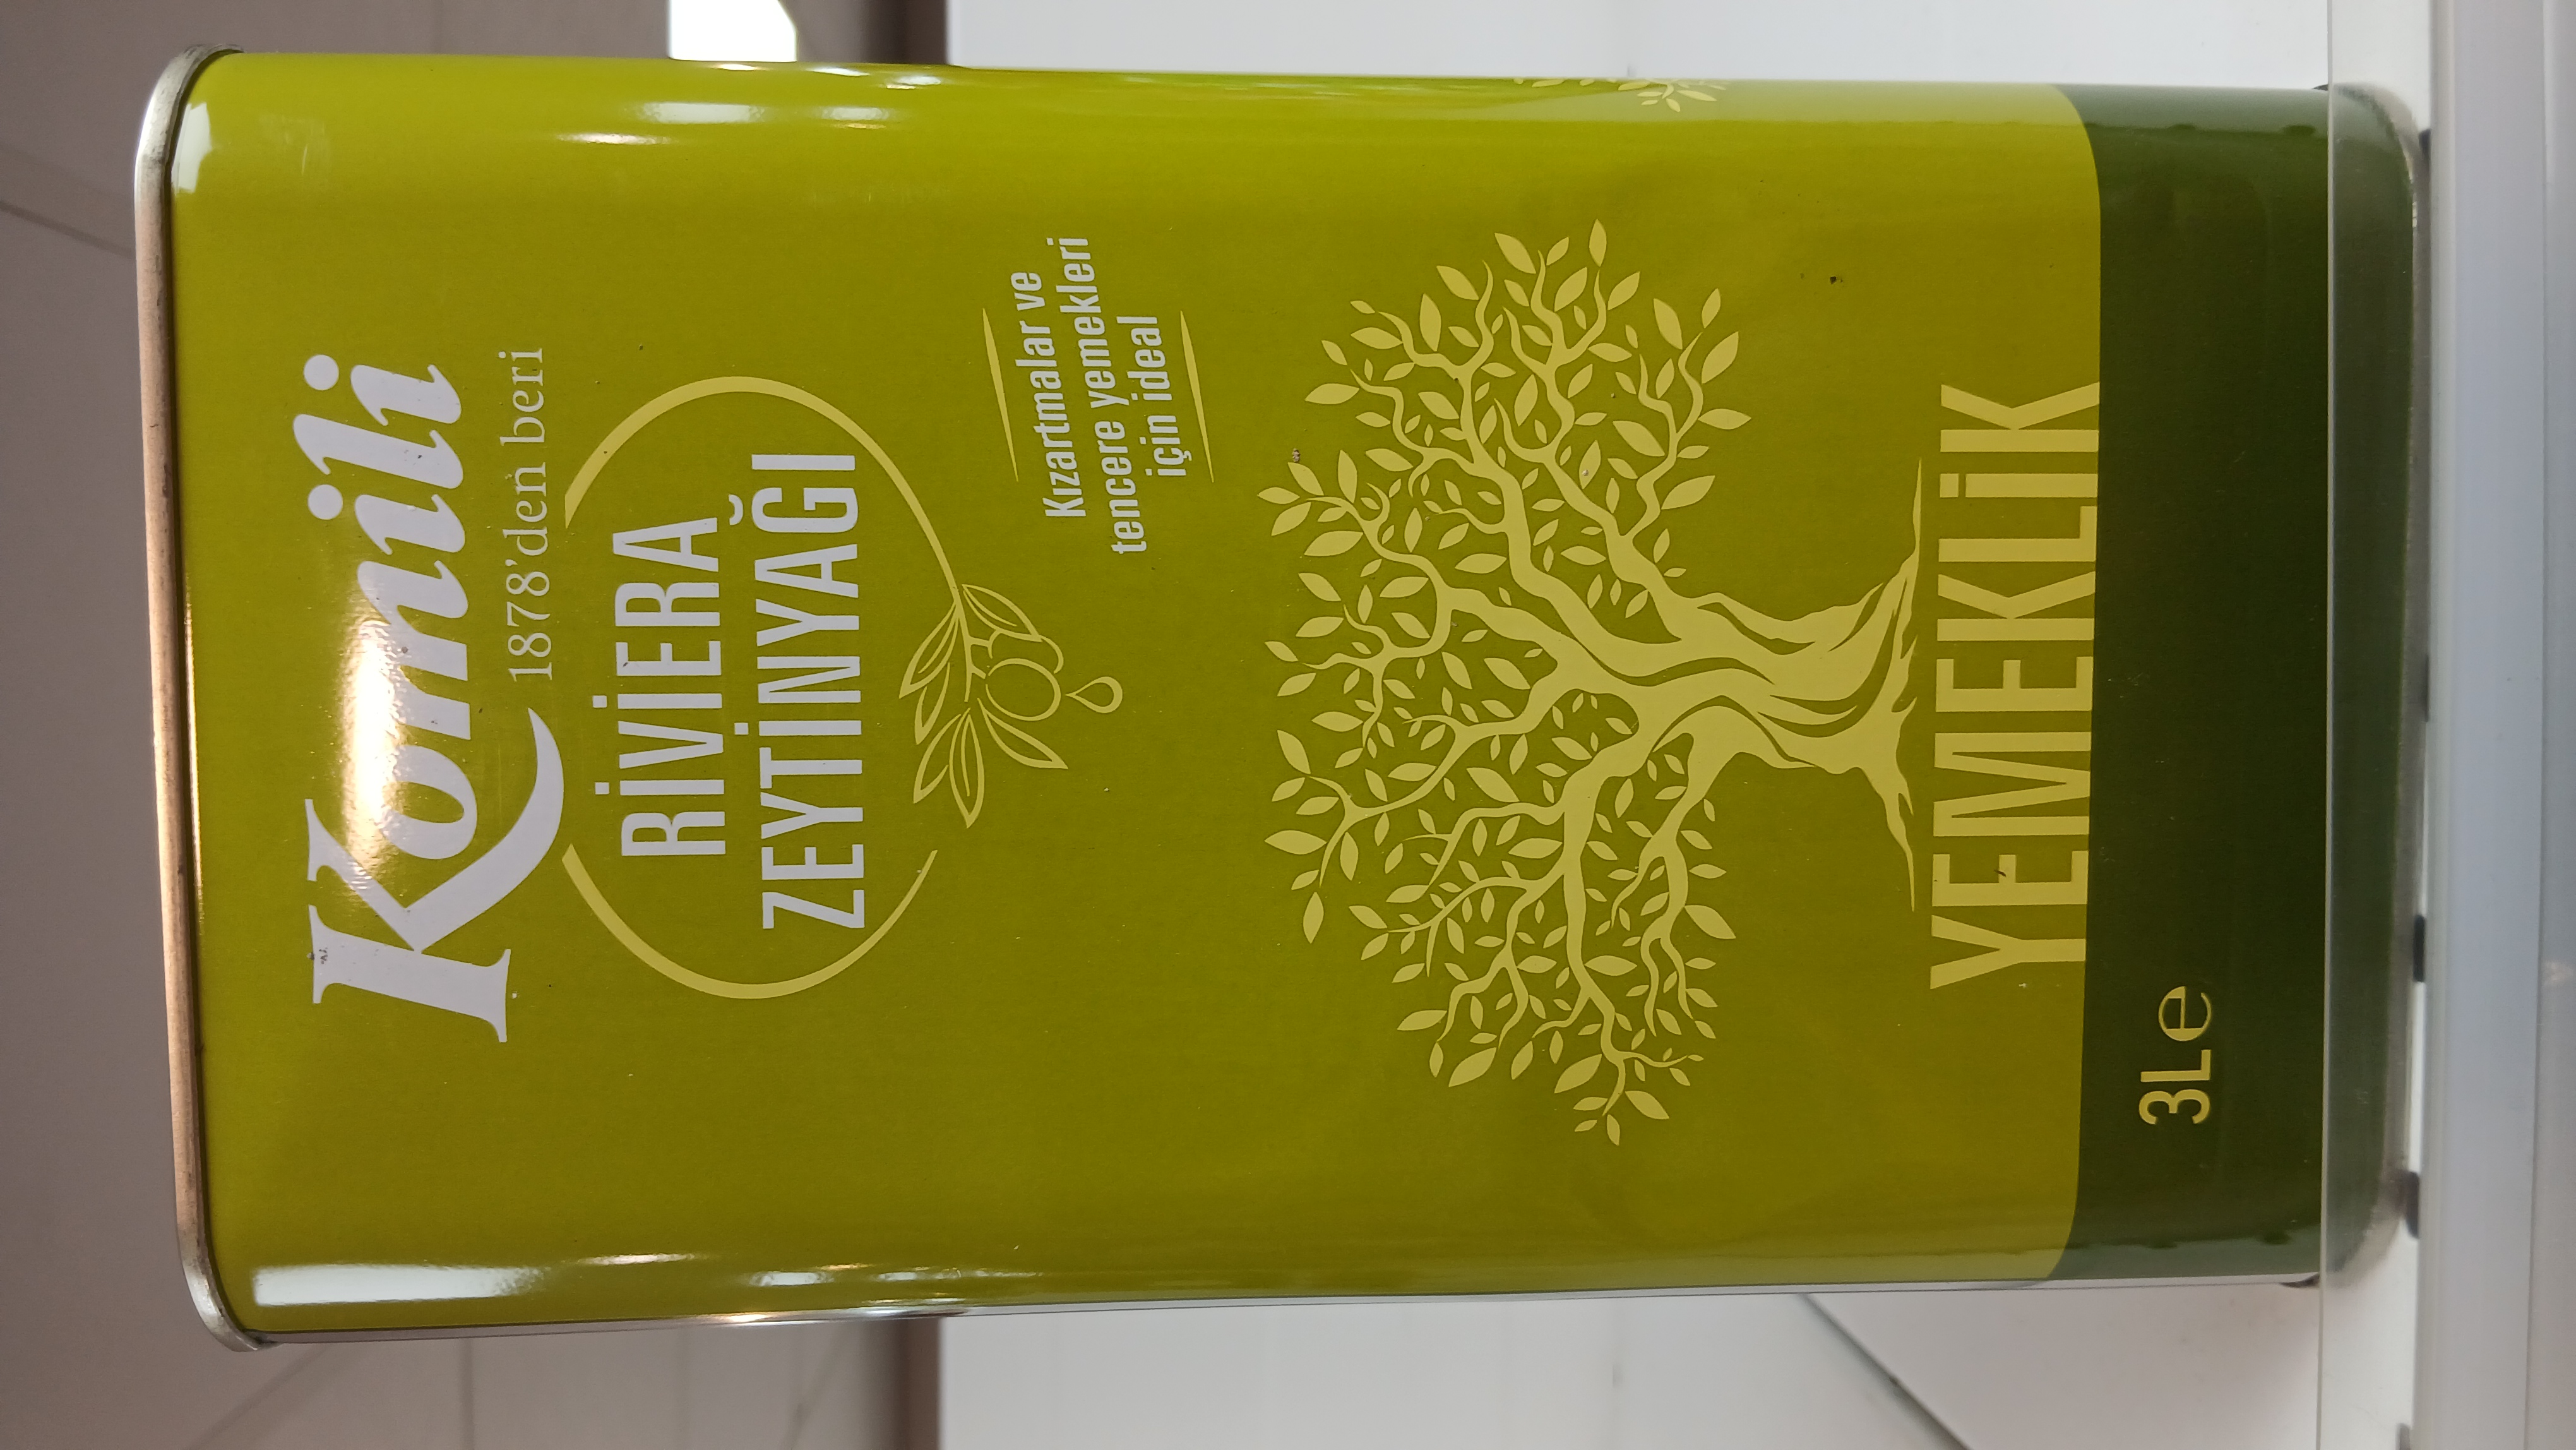 Komili
1878'den beri
RİVİERA
ZEYTİNYAĞI
Kızartmalar ve
tencere yemekleri
için ideal
YEMEKLİK
3L e